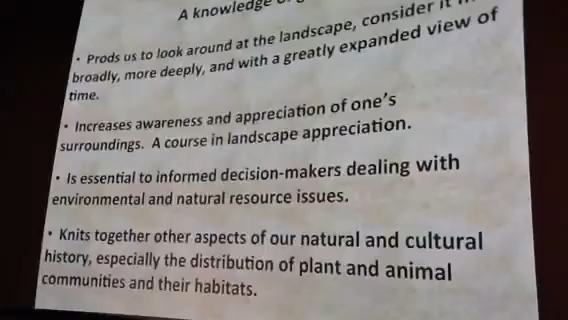 A knowledge
• Prods us to look around at the landscape, consider it
broadly, more deeply, and with a greatly expanded view of
time.
• Increases awareness and appreciation of one's
surroundings. A course in landscape appreciation.
• Is essential to informed decision-makers dealing with
environmental and natural resource issues.
• Knits together other aspects of our natural and cultural
history, especially the distribution of plant and animal
communities and their habitats.